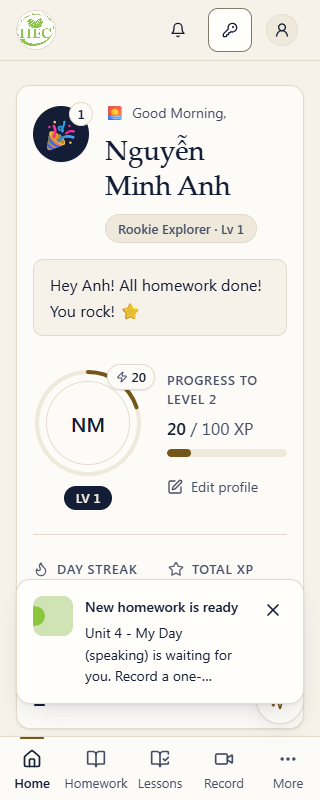 HEC
1
Good Morning,
Nguyễn
Minh Anh
Rookie Explorer · Lv 1
Hey Anh! All homework done!
You rock! ⭐
20
NM
LV 1
PROGRESS TO
LEVEL 2
20 / 100 XP
Edit profile
DAY STREAK
TOTAL XP
New homework is ready
Unit 4 - My Day
(speaking) is waiting for
you. Record a one-...
Home
Homework
Lessons
Record
More